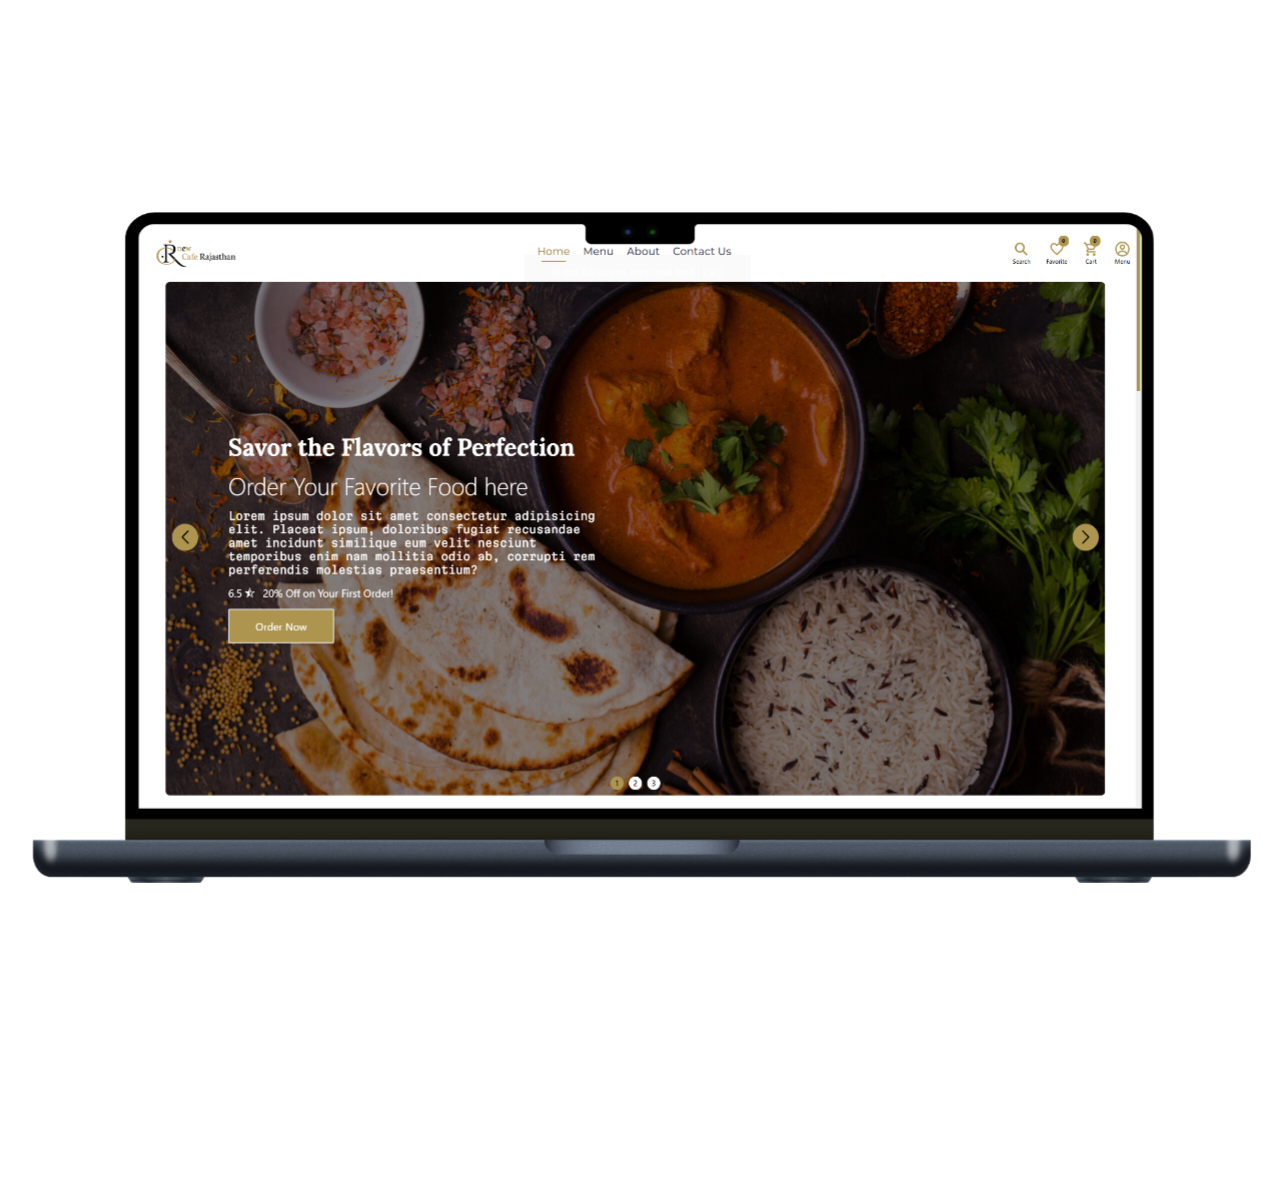 new
Cafe Rajasthan
Home Menu About Contact Us
0
0
Search Favorite Cart Menu
Savor the Flavors of Perfection
Order Your Favorite Food here
Lorem ipsum dolor sit amet consectetur adipisicing
elit. Placeat ipsum, doloribus fugiat recusandae
amet incidunt similique eum velit nesciunt
temporibus enim nam mollitia odio ab, corrupti rem
perferendis molestias praesentium?
6.5 20% Off on Your First Order!
Order Now
1 2 3